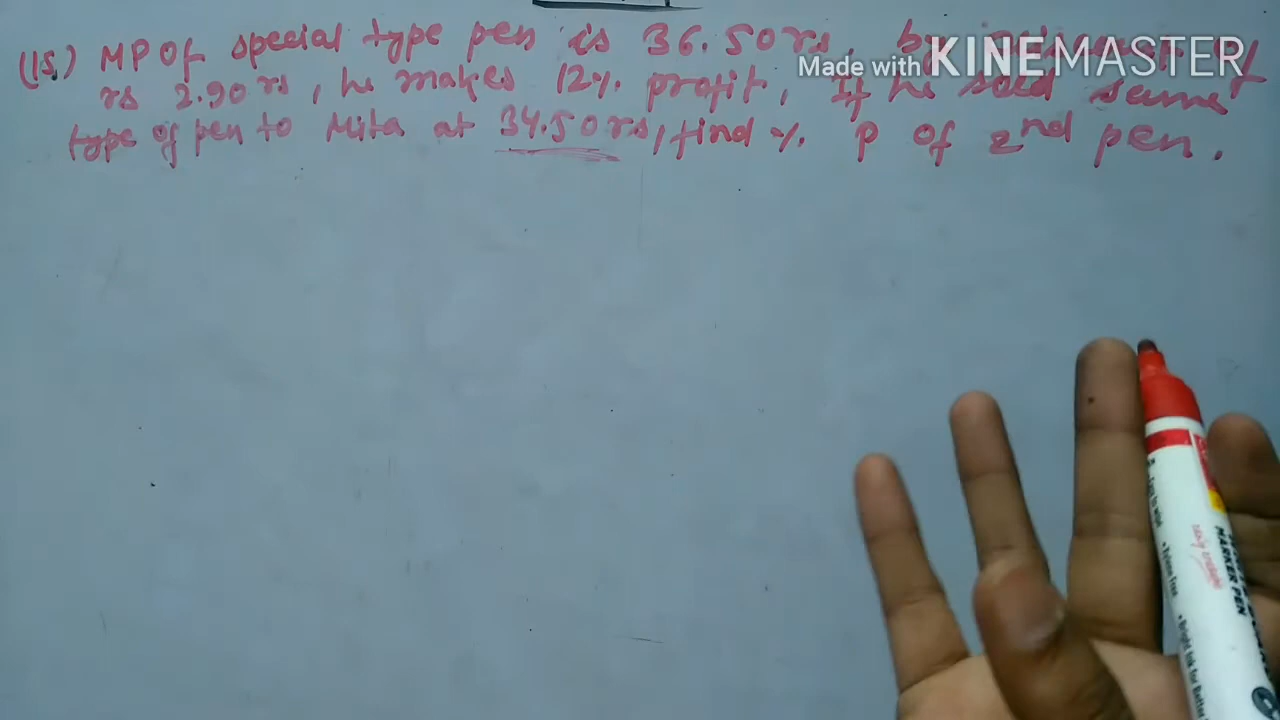 (15.) MP Of special type pen is 36.50 rs, by
Made with KINEMASTER
rs 2.90 rs, he makes 12% profit, If he sold same
type of pen to Mita at 34.50 rs, find % P of 2nd pen.
MARKER PEN